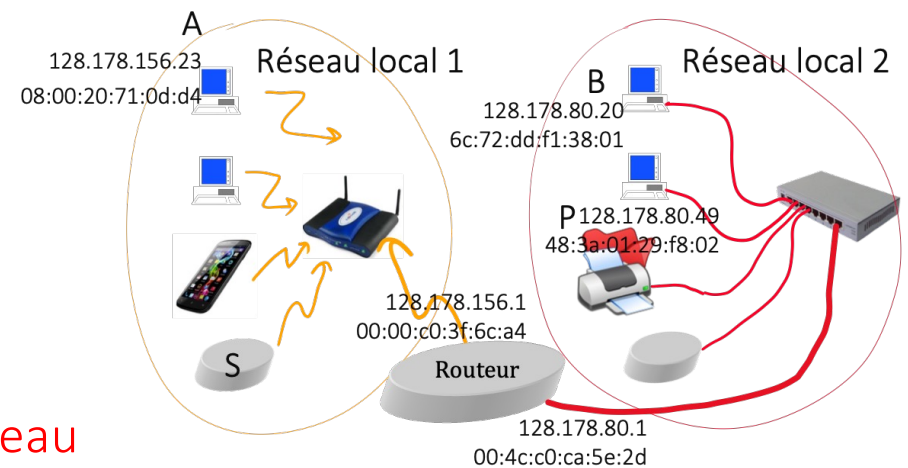 A
128.178.156.23
08:00:20:71:0d:d4
Réseau local 1
Réseau local 2
B
128.178.80.20
6c:72:dd:f1:38:01
P 128.178.80.49
48:3a:01:29:f8:02
128.178.156.1
00:00:c0:3f:6c:a4
S
Routeur
128.178.80.1
00:4c:c0:ca:5e:2d
eau